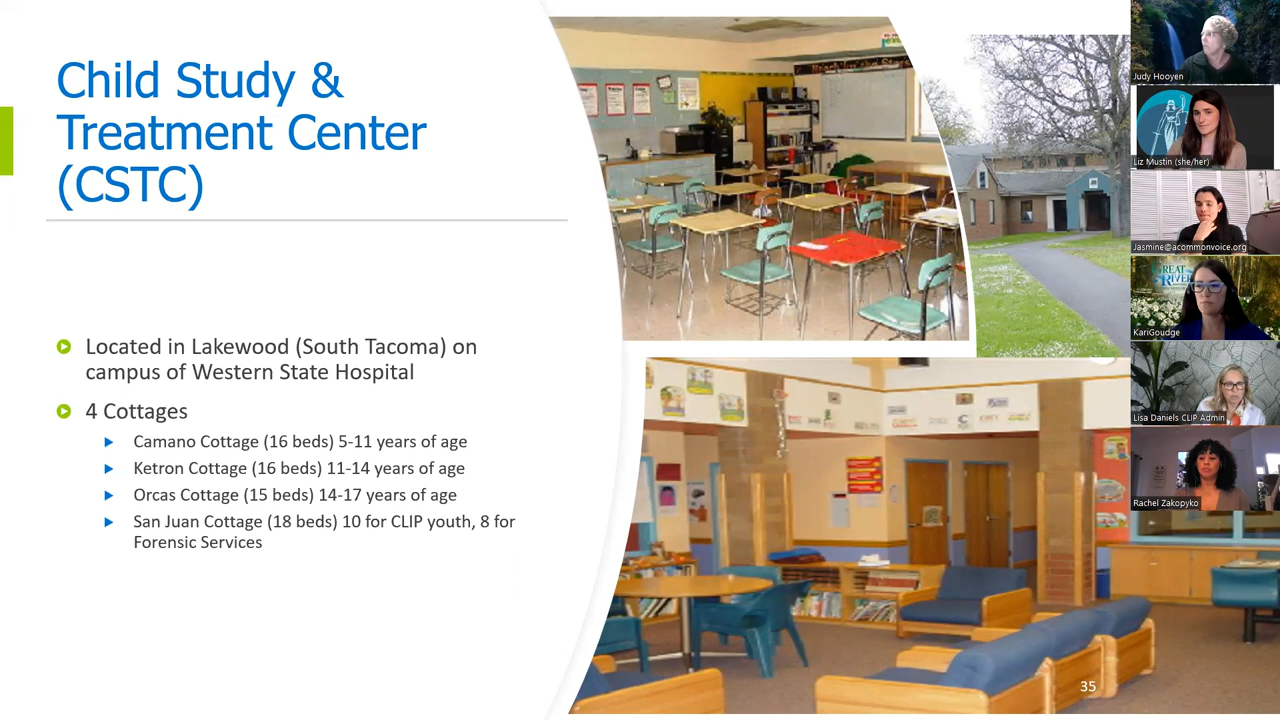 Child Study &
Treatment Center
(CSTC)
Located in Lakewood (South Tacoma) on
campus of Western State Hospital
4 Cottages
Camano Cottage (16 beds) 5-11 years of age
Ketron Cottage (16 beds) 11-14 years of age
Orcas Cottage (15 beds) 14-17 years of age
San Juan Cottage (18 beds) 10 for CLIP youth, 8 for
Forensic Services
35
Judy Hooyen
Liz Mustin (she/her)
Jasmine@acommonvoice.org
GREAT
RIVER
KariGoudge
Lisa Daniels CLIP Admin
Rachel Zakopyko